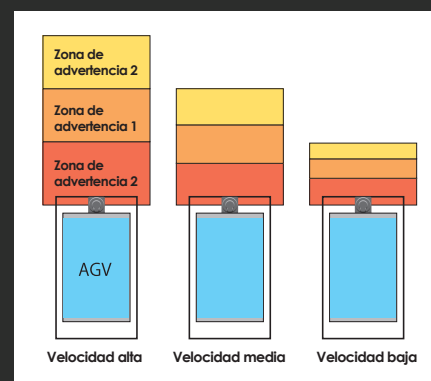 Zona de
advertencia 2
Zona de
advertencia 1
Zona de
advertencia 2
AGV
Velocidad alta
Velocidad media
Velocidad baja